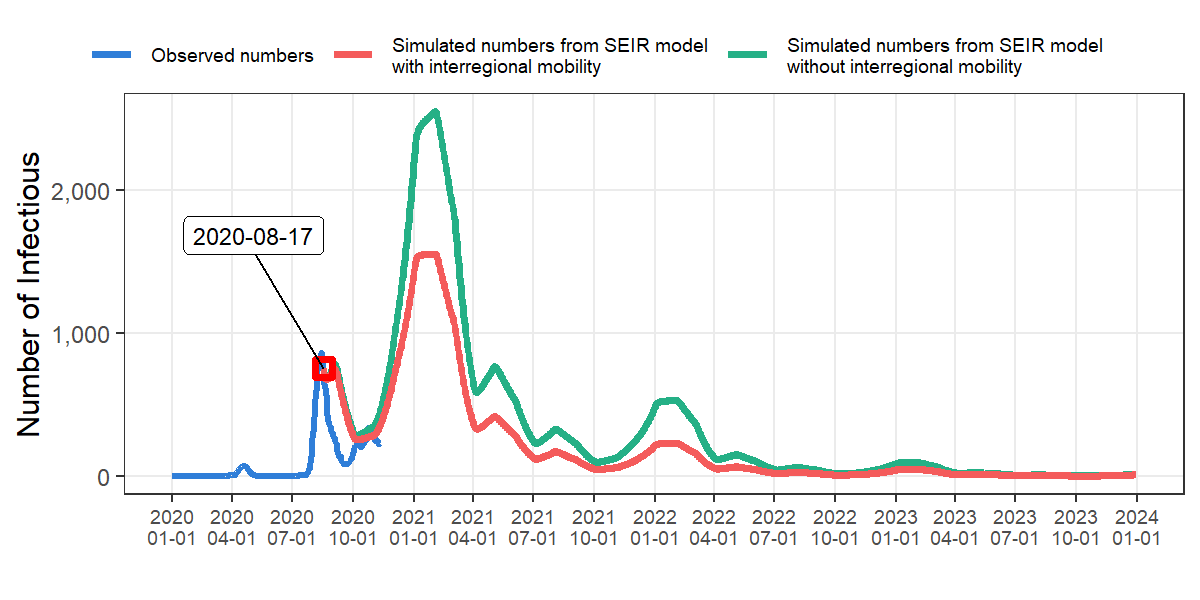 Observed numbers
Simulated numbers from SEIR model
with interregional mobility
Simulated numbers from SEIR model
without interregional mobility
Number of Infectious
2,000
1,000
0
2020-08-17
2020 2020 2020 2020 2021 2021 2021 2021 2022 2022 2022 2022 2023 2023 2023 2023 2024
01-01 04-01 07-01 10-01 01-01 04-01 07-01 10-01 01-01 04-01 07-01 10-01 01-01 04-01 07-01 10-01 01-01